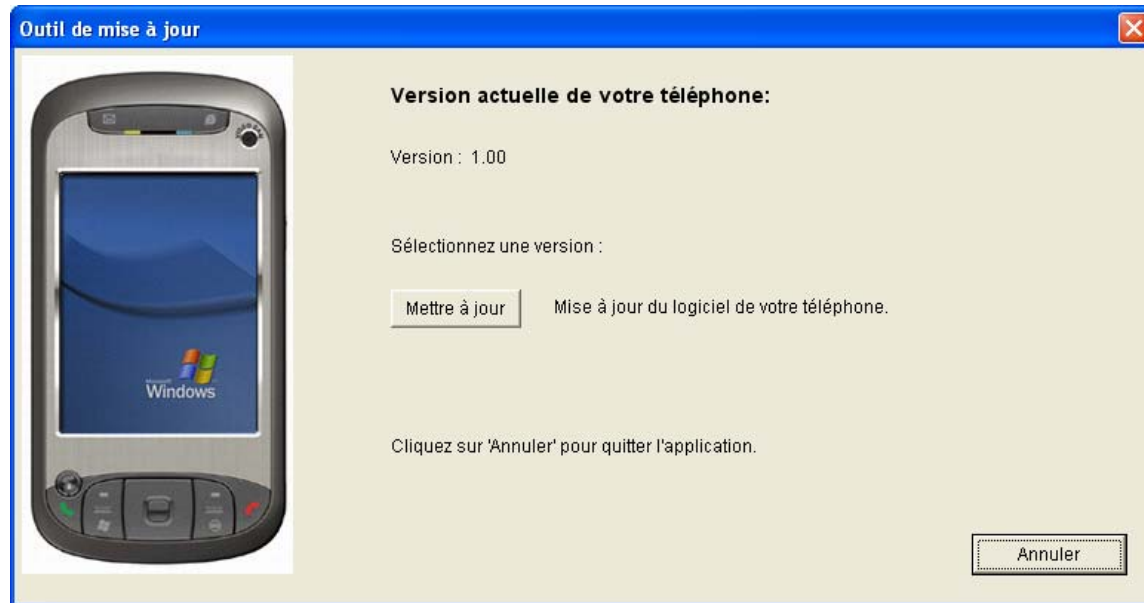 Outil de mise à jour
Version actuelle de votre téléphone:
Version : 1.00
Sélectionnez une version :
Mettre à jour Mise à jour du logiciel de votre téléphone.
Windows
Cliquez sur 'Annuler' pour quitter l'application.
Annuler